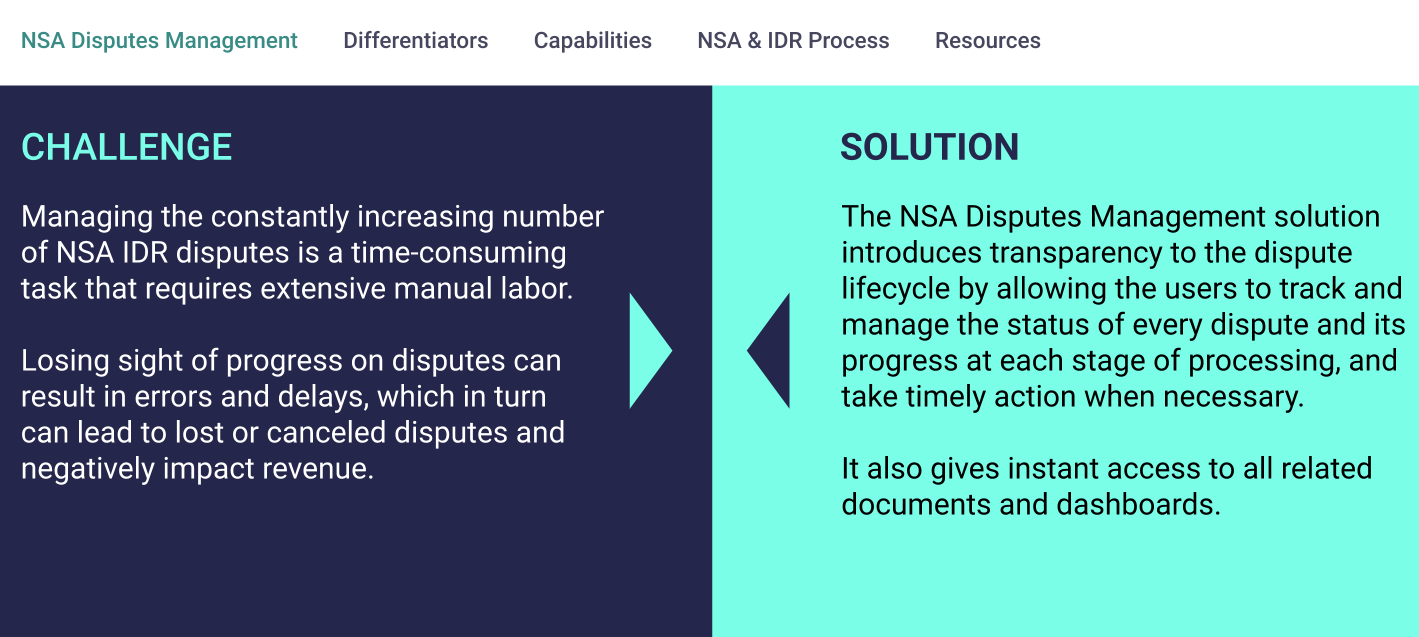 NSA Disputes Management Differentiators Capabilities NSA & IDR Process Resources
CHALLENGE
Managing the constantly increasing number
of NSA IDR disputes is a time-consuming
task that requires extensive manual labor.
Losing sight of progress on disputes can
result in errors and delays, which in turn
can lead to lost or canceled disputes and
negatively impact revenue.
SOLUTION
The NSA Disputes Management solution
introduces transparency to the dispute
lifecycle by allowing the users to track and
manage the status of every dispute and its
progress at each stage of processing, and
take timely action when necessary.
It also gives instant access to all related
documents and dashboards.